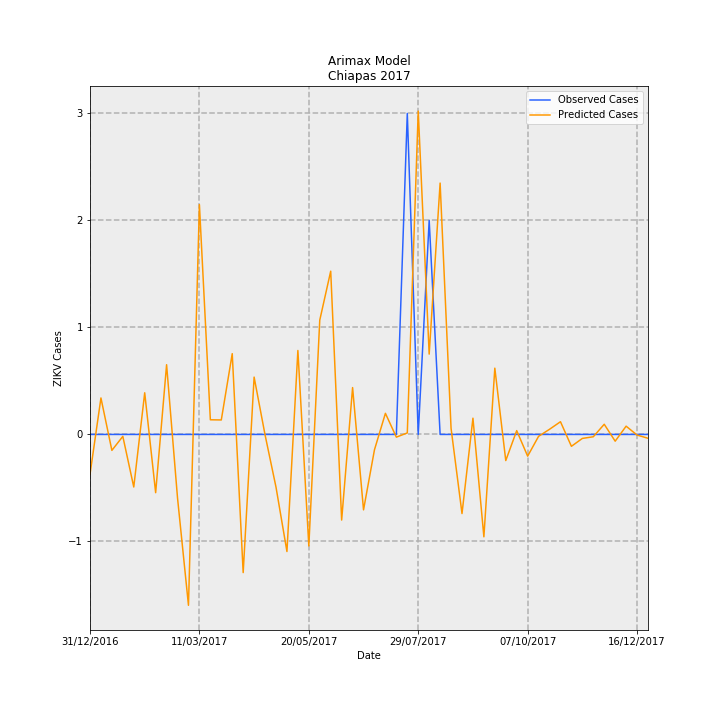 Arimax Model
Chiapas 2017
Observed Cases
Predicted Cases
3
2
1
0
−1
ZIKV Cases
31/12/2016 11/03/2017 20/05/2017 29/07/2017 07/10/2017 16/12/2017
Date